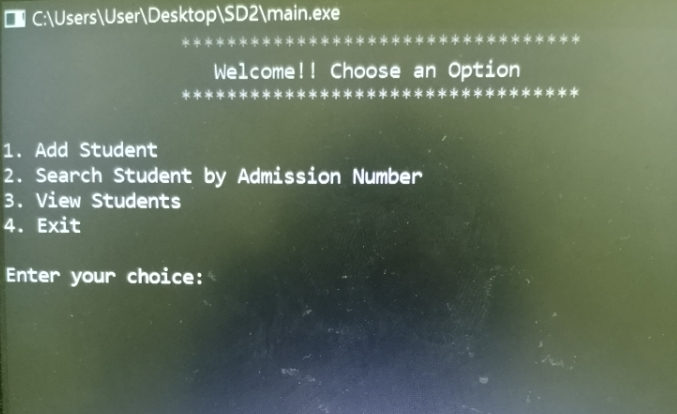 C:\Users\User\Desktop\SD2\main.exe
*********************************
Welcome!! Choose an Option
*********************************
1. Add Student
2. Search Student by Admission Number
3. View Students
4. Exit
Enter your choice: